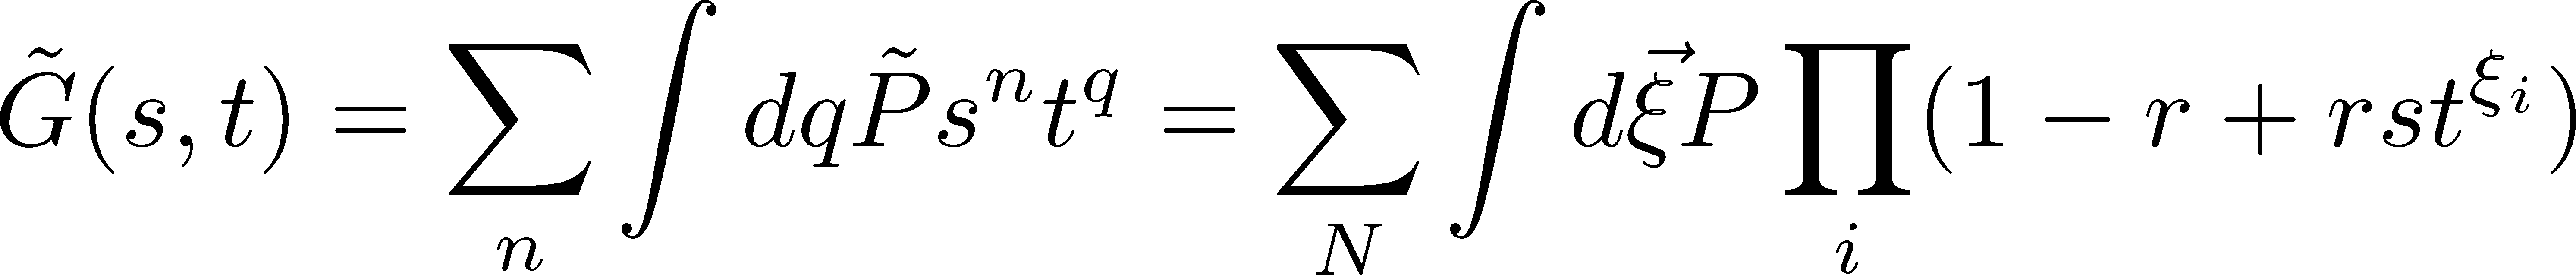 $\tilde{G}(s,t) = \sum_{n} \int dq \tilde{P} s^{n} t^{q} = \sum_{N} \int d\vec{\xi} P \prod_{i} (1 - r + r s t^{\xi_i})$